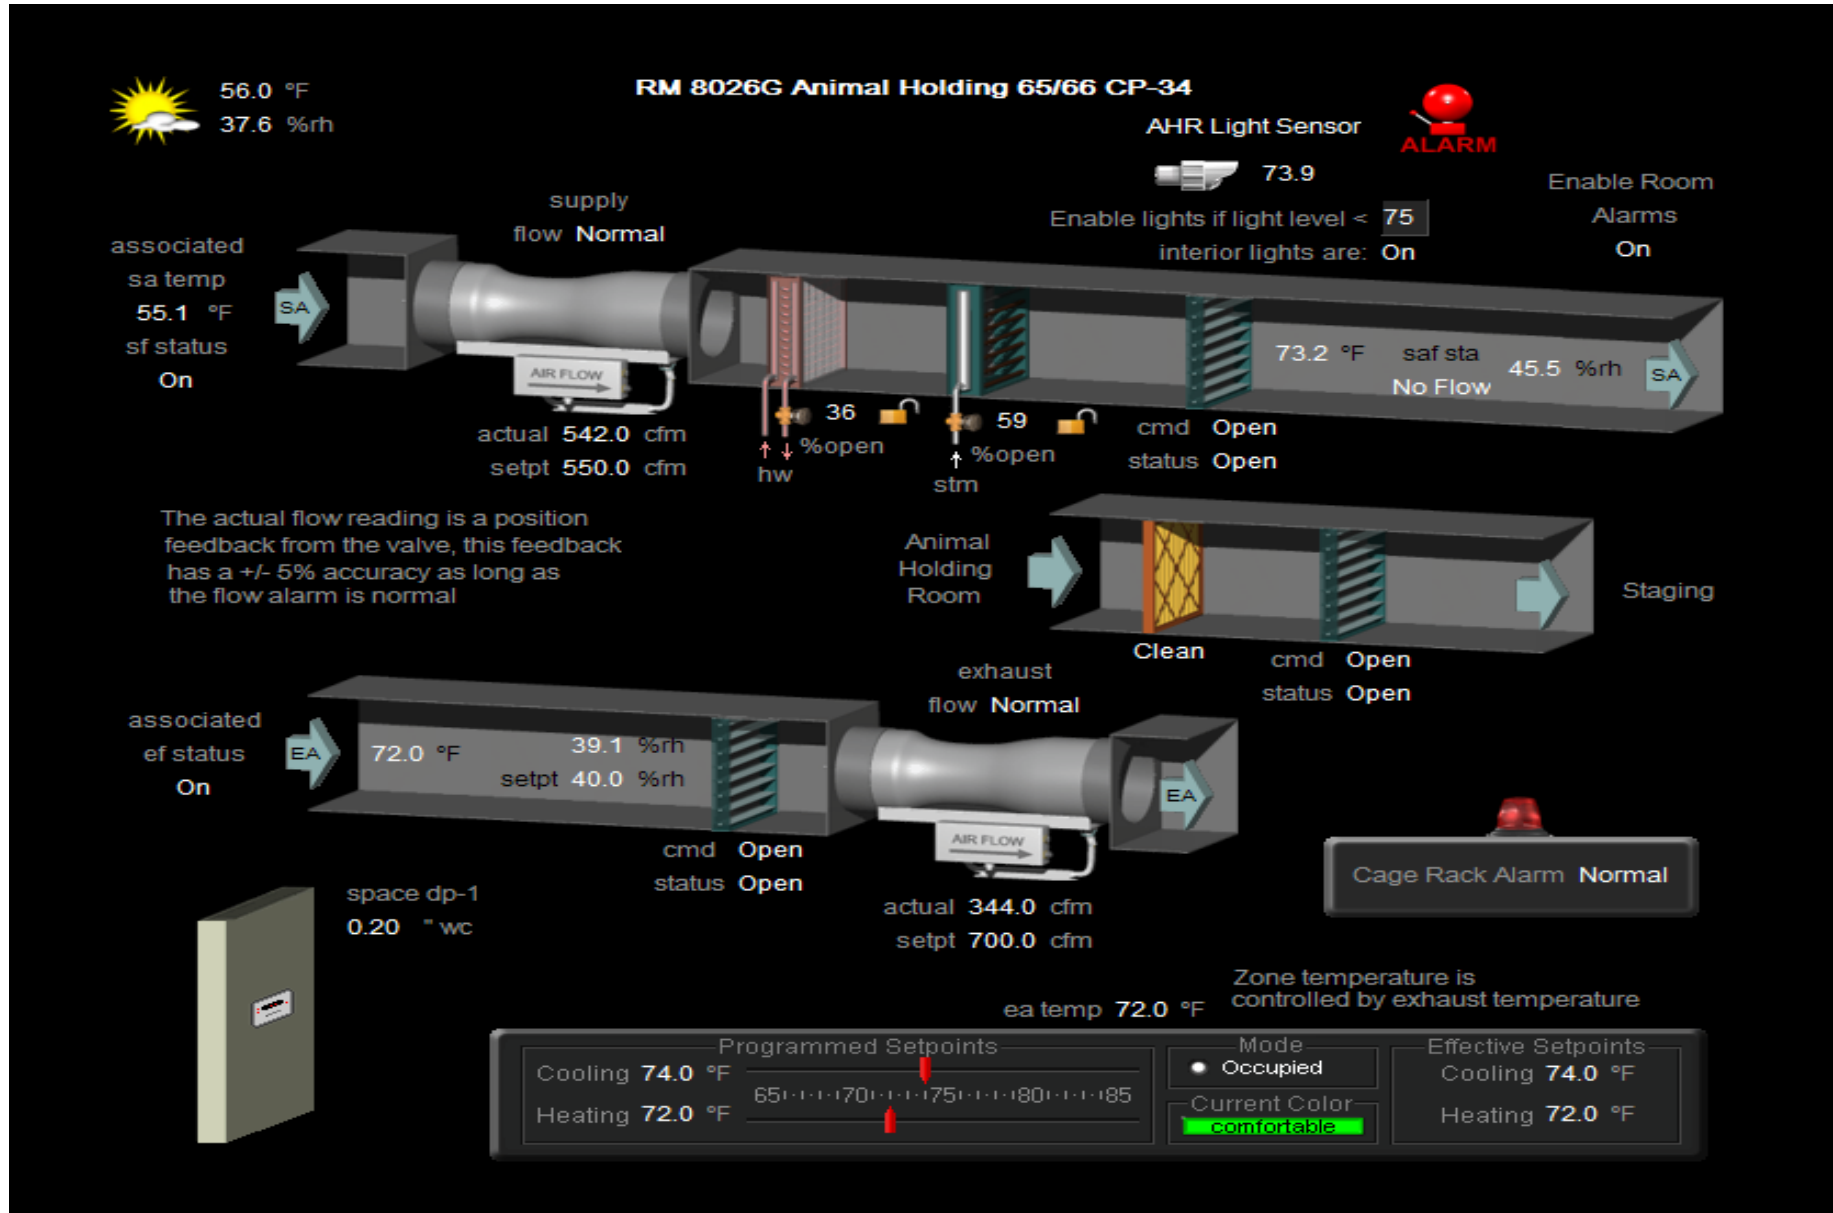 RM 8026G Animal Holding 65/66 CP-34
56.0 °F
37.6 %rh
AHR Light Sensor
ALARM
73.9
Enable lights if light level < 75
interior lights are: On
Enable Room
Alarms
On
supply
flow Normal
associated
sa temp
55.1 °F
sf status
On
SA
AIR FLOW
actual 542.0 cfm
setpt 550.0 cfm
36
%open
hw
59
%open
stm
cmd Open
status Open
73.2 °F
saf sta
No Flow
45.5 %rh
SA
The actual flow reading is a position
feedback from the valve, this feedback
has a +/- 5% accuracy as long as
the flow alarm is normal
Animal
Holding
Room
Clean
cmd Open
status Open
Staging
exhaust
flow Normal
associated
ef status
On
EA
72.0 °F
39.1 %rh
setpt 40.0 %rh
cmd Open
status Open
AIR FLOW
EA
actual 344.0 cfm
setpt 700.0 cfm
Cage Rack Alarm Normal
space dp-1
0.20 " wc
Zone temperature is
controlled by exhaust temperature
ea temp 72.0 °F
Programmed Setpoints
Cooling 74.0 °F
65 70 75 80 85
Heating 72.0 °F
Mode
Occupied
Current Color
comfortable
Effective Setpoints
Cooling 74.0 °F
Heating 72.0 °F